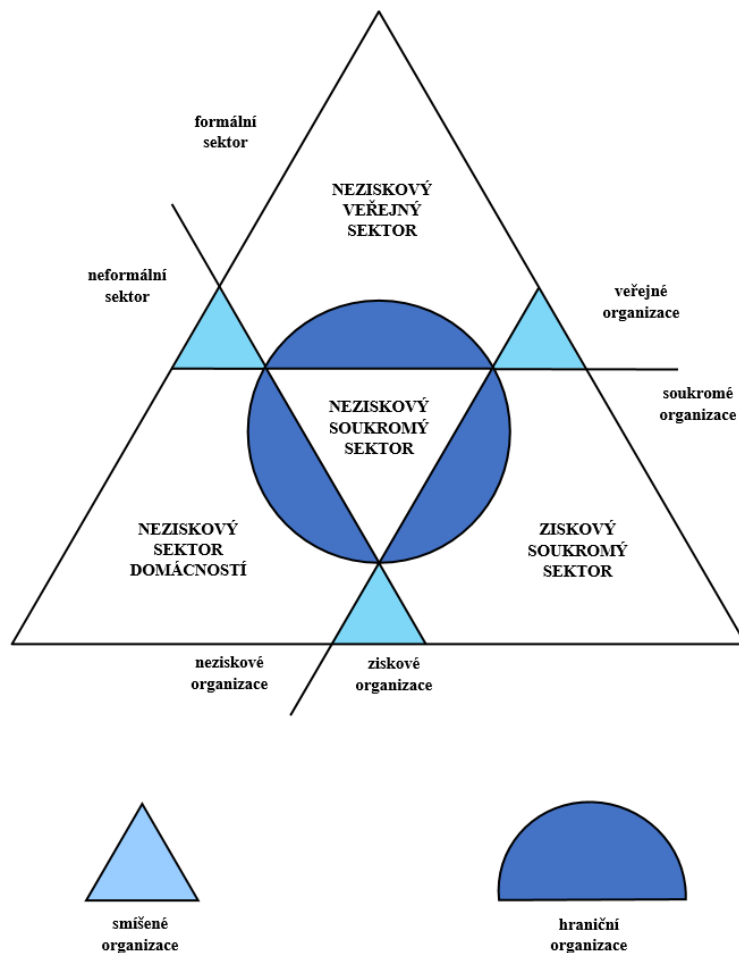 formální
sektor
NEZISKOVÝ
VEŘEJNÝ
SEKTOR
neformální
sektor
veřejné
organizace
soukromé
organizace
NEZISKOVÝ
SOUKROMÝ
SEKTOR
NEZISKOVÝ
SEKTOR
DOMÁCNOSTÍ
ZISKOVÝ
SOUKROMÝ
SEKTOR
neziskové
organizace
ziskové
organizace
smíšené
organizace
hraniční
organizace